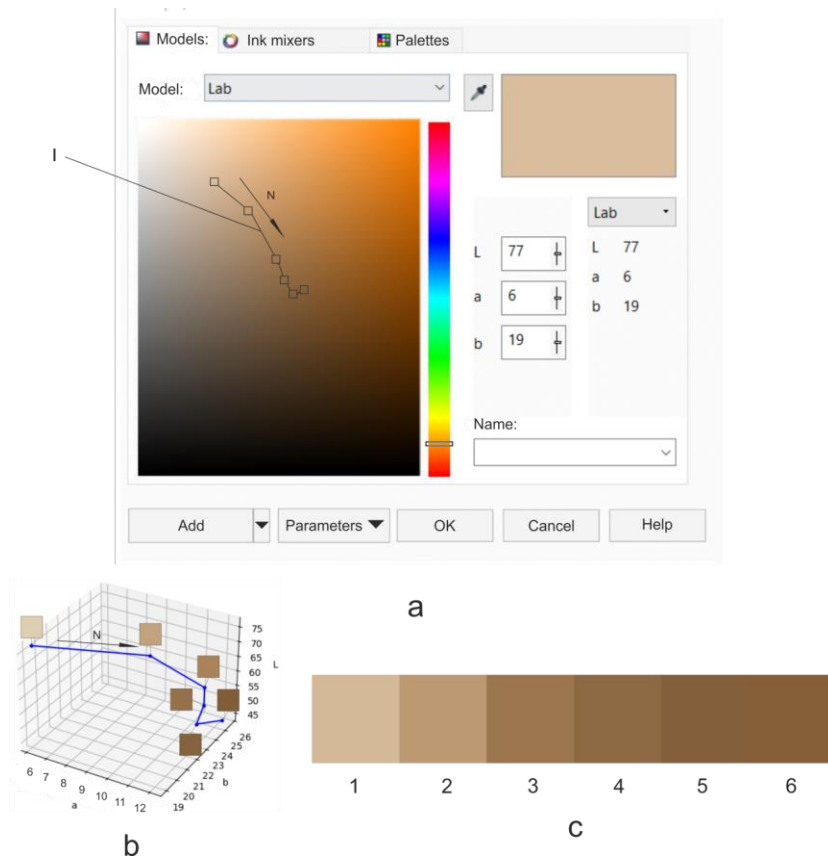 Models: Ink mixers Palettes
Model: Lab
I
N
Lab
L 77 L 77
a 6 a 6
b 19 b 19
Name:
Add Parameters OK Cancel Help
a
N
75
70
65
60
55
50
45
L
26
25
24
23
22
21
20
19
b
6 7 8 9 10 11 12
a
b
1 2 3 4 5 6
c